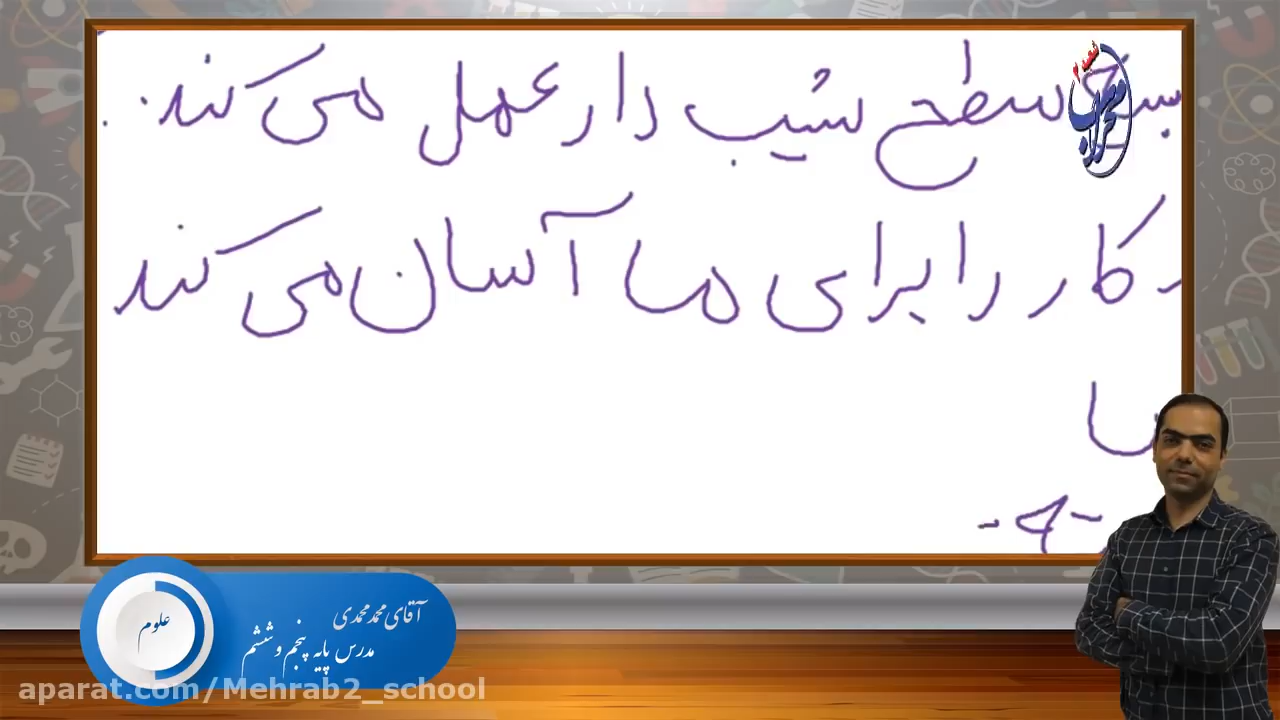 سطح شیب دار عمل می کند.
کار را برای ما آسان می کند
علوم
آقای محمد محمدی
مدرس پایه پنجم و ششم
aparat.com/Mehrab2_school